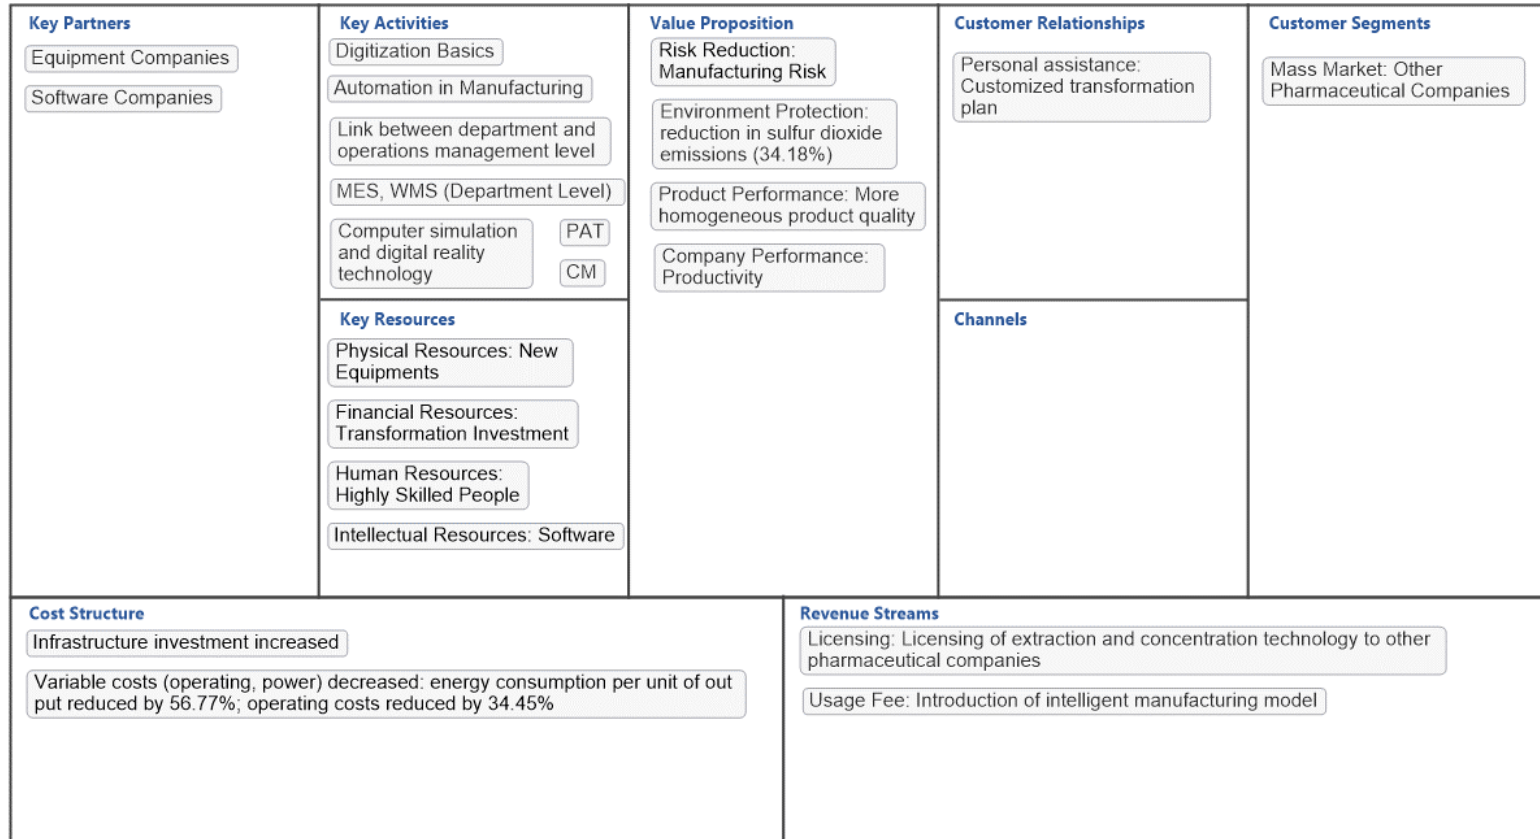 Key Partners
Equipment Companies
Software Companies
Key Activities
Digitization Basics
Automation in Manufacturing
Link between department and
operations management level
MES, WMS (Department Level)
Computer simulation
and digital reality
technology
PAT
CM
Key Resources
Physical Resources: New
Equipments
Financial Resources:
Transformation Investment
Human Resources:
Highly Skilled People
Intellectual Resources: Software
Value Proposition
Risk Reduction:
Manufacturing Risk
Environment Protection:
reduction in sulfur dioxide
emissions (34.18%)
Product Performance: More
homogeneous product quality
Company Performance:
Productivity
Customer Relationships
Personal assistance:
Customized transformation
plan
Channels
Customer Segments
Mass Market: Other
Pharmaceutical Companies
Cost Structure
Infrastructure investment increased
Variable costs (operating, power) decreased: energy consumption per unit of out
put reduced by 56.77%; operating costs reduced by 34.45%
Revenue Streams
Licensing: Licensing of extraction and concentration technology to other
pharmaceutical companies
Usage Fee: Introduction of intelligent manufacturing model